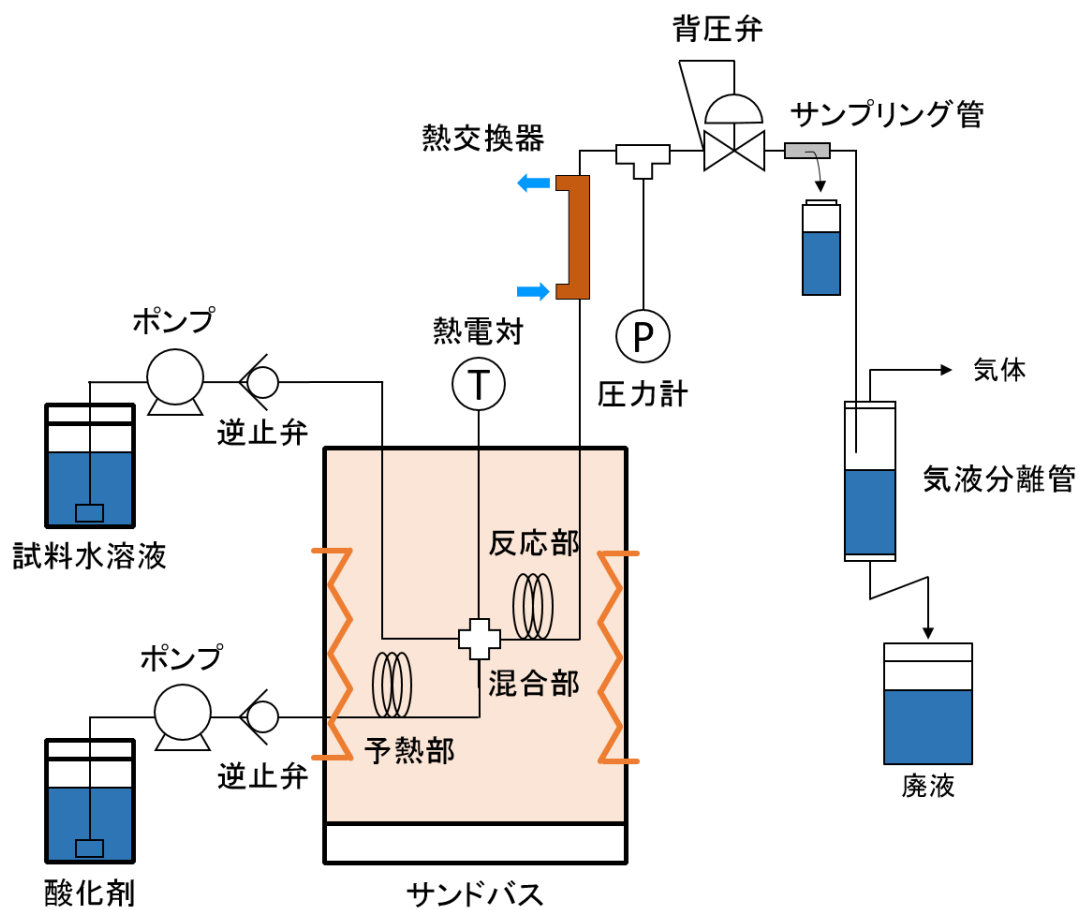 背圧弁
サンプリング管
熱交換器
ポンプ
熱電対
P
T
圧力計
気体
逆止弁
気液分離管
試料水溶液
反応部
ポンプ
混合部
予熱部
逆止弁
廃液
酸化剤
サンドバス